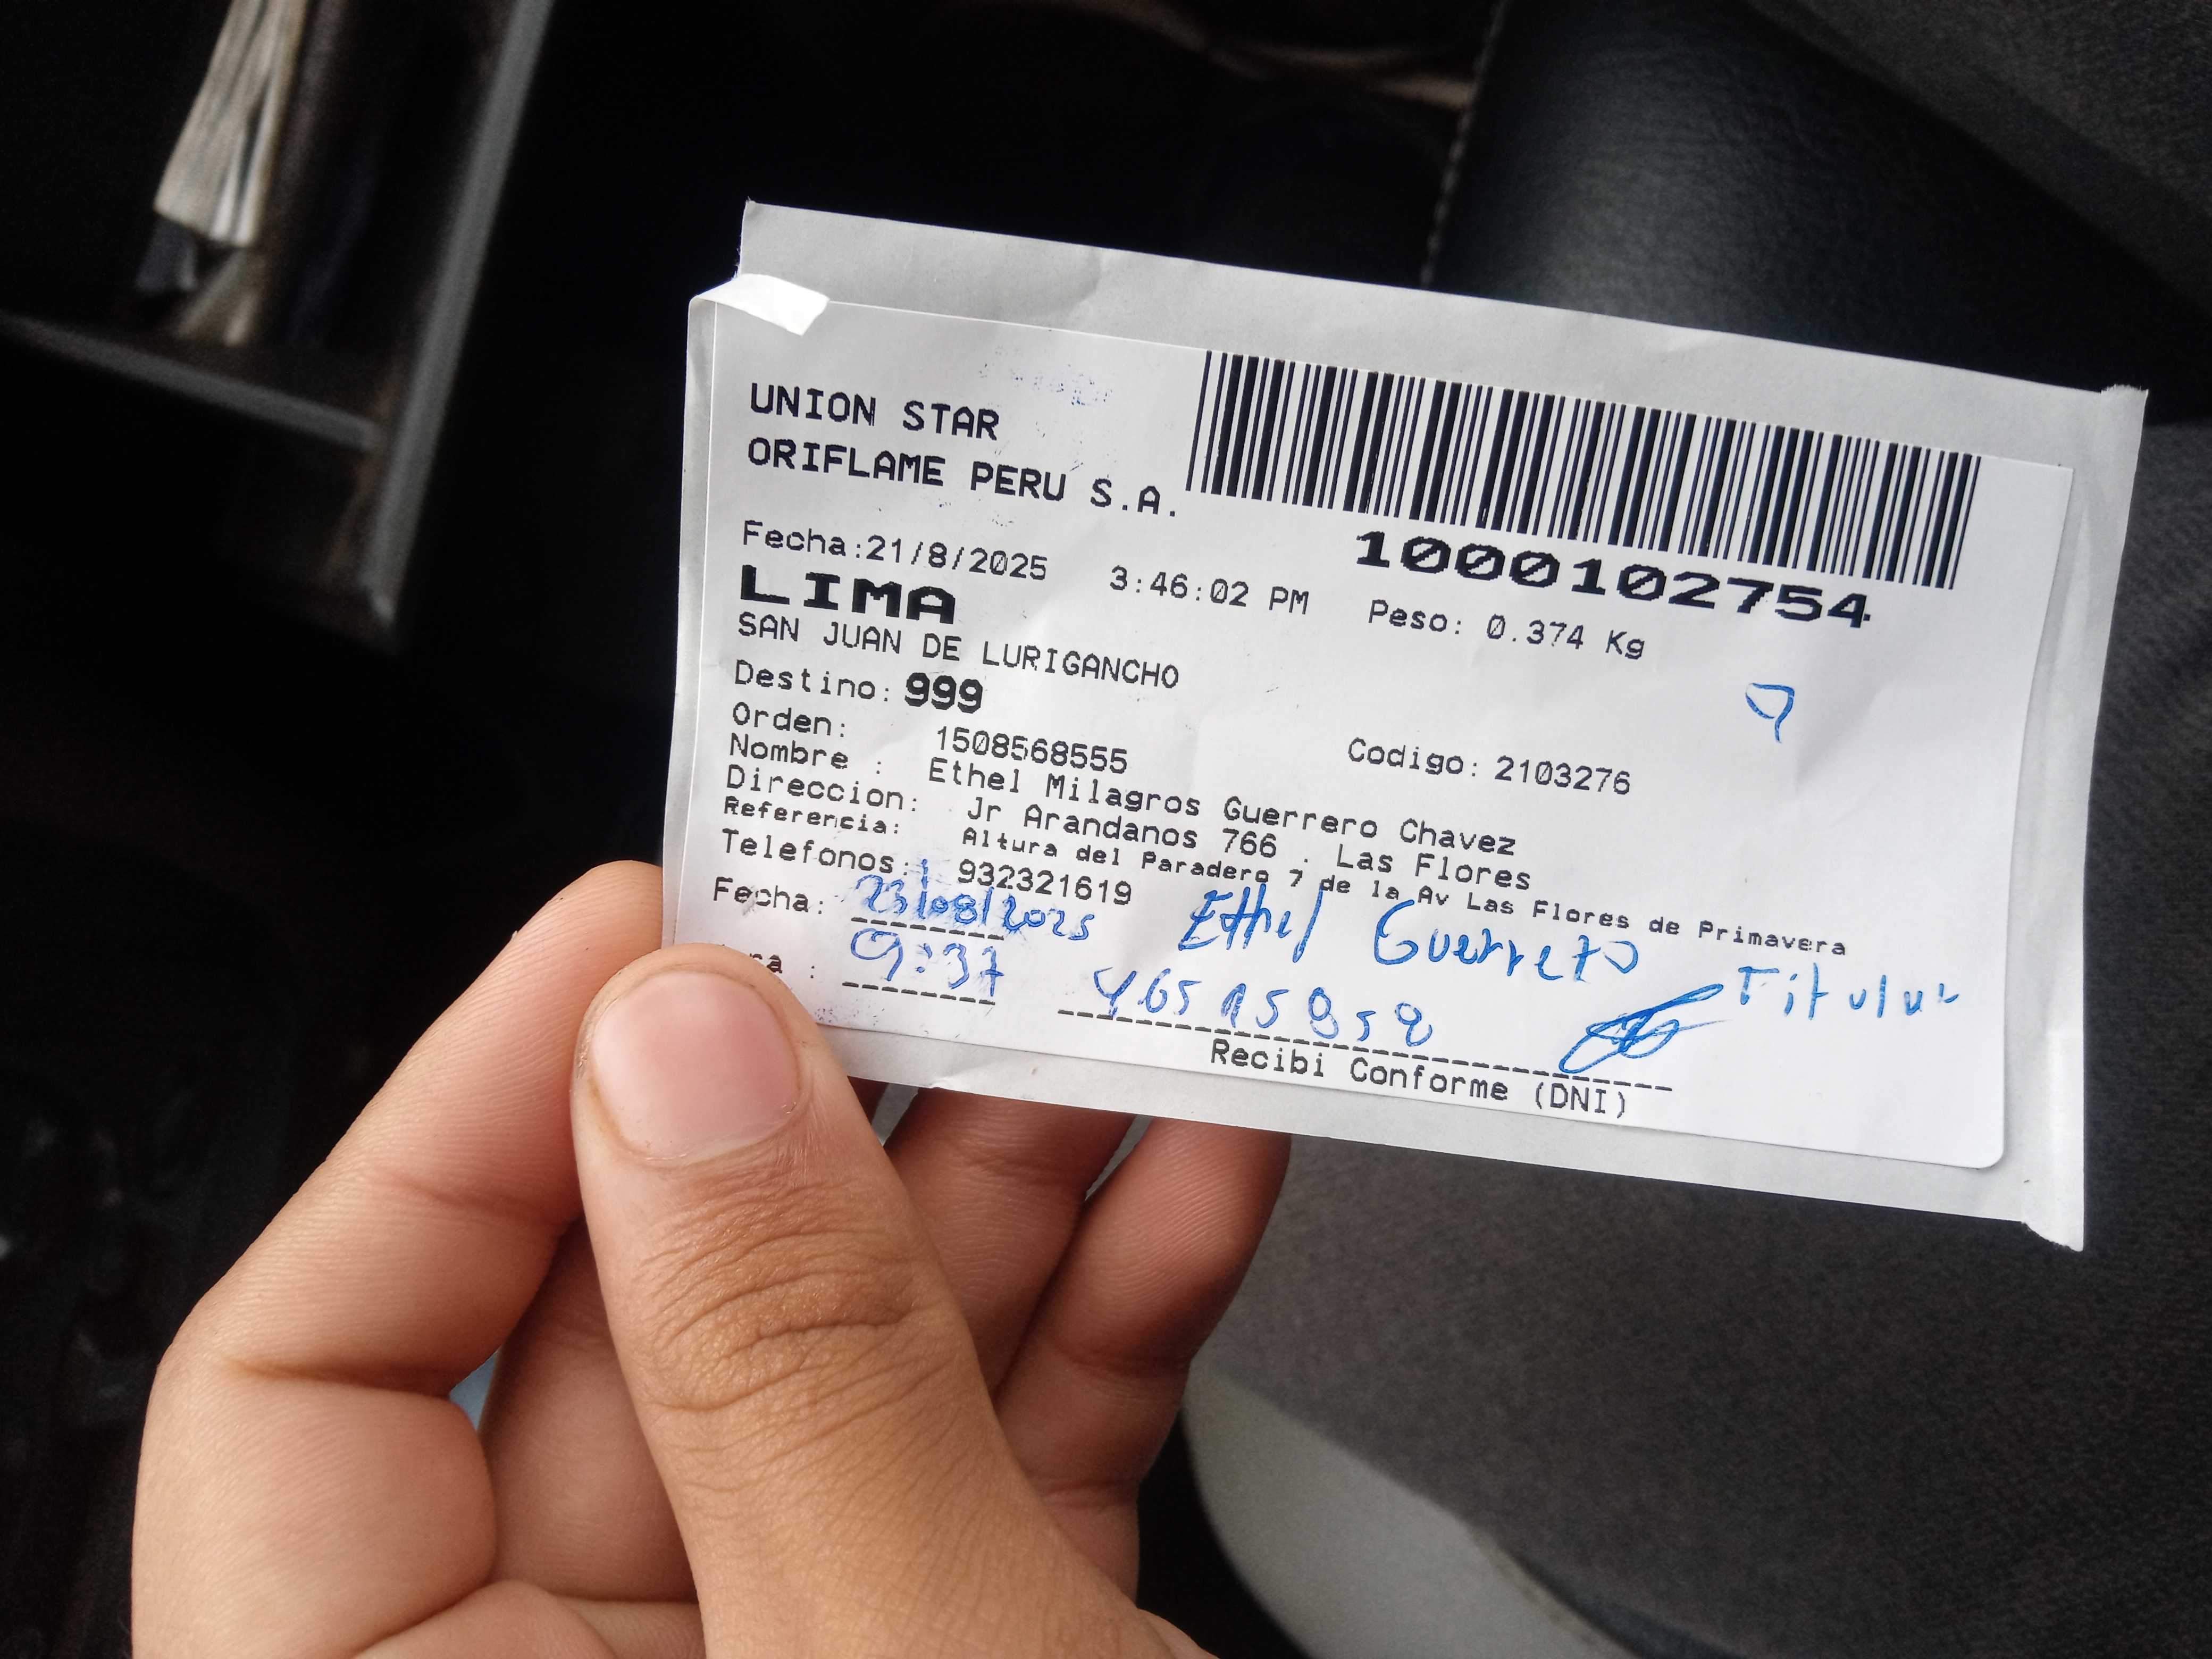 UNION STAR
ORIFLAME PERU S.A.
1000102754
Fecha:21/8/2025 3:46:02 PM Peso: 0.374 Kg
LIMA
SAN JUAN DE LURIGANCHO
Destino: 999
9
Orden: 1508568555 Codigo: 2103276
Nombre : Ethel Milagros Guerrero Chavez
Direccion: Jr Arandanos 766 . Las Flores
Referencia: Altura del Paradero 7 de la Av Las Flores de Primavera
Telefonos: 932321619
Fecha: 23/08/2025 Ethel Guerrero
ra : 9:37 Titular
Recibi Conforme (DNI)